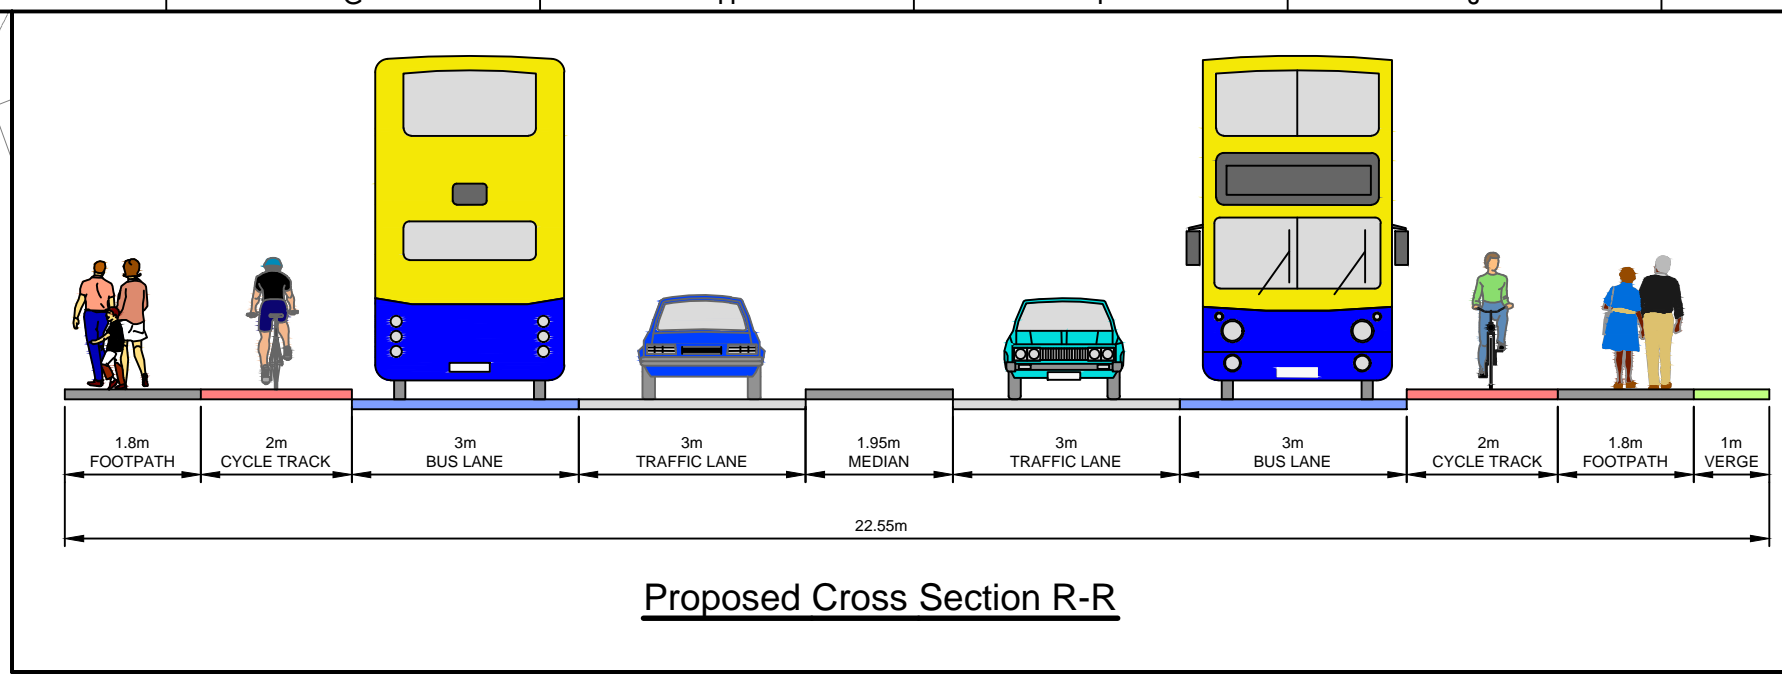 1.8m
FOOTPATH
2m
CYCLE TRACK
3m
BUS LANE
3m
TRAFFIC LANE
1.95m
MEDIAN
3m
TRAFFIC LANE
3m
BUS LANE
2m
CYCLE TRACK
1.8m
FOOTPATH
1m
VERGE
22.55m
Proposed Cross Section R-R